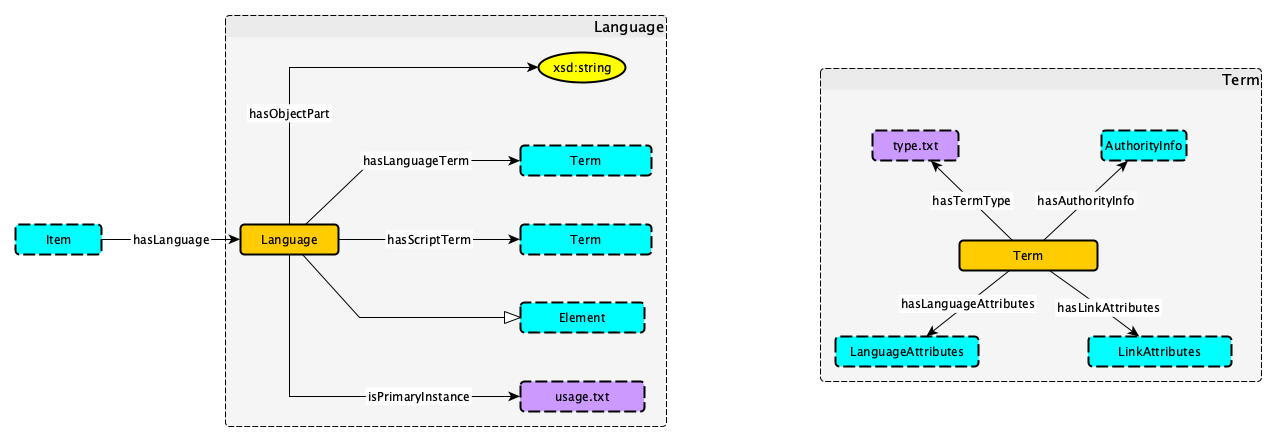 Language
xsd:string
hasObjectPart
hasLanguageTerm
Term
Item
hasLanguage
Language
hasScriptTerm
Term
Element
isPrimaryInstance
usage.txt
Term
type.txt
AuthorityInfo
hasTermType
hasAuthorityInfo
Term
hasLanguageAttributes
hasLinkAttributes
LanguageAttributes
LinkAttributes